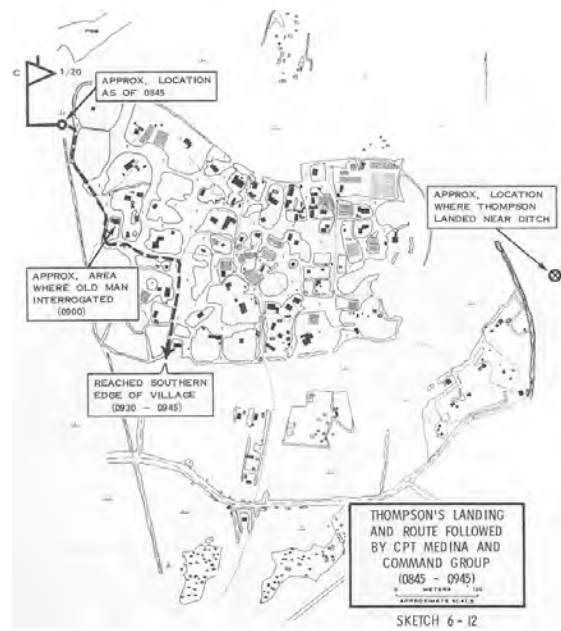 C 1/20
APPROX. LOCATION
AS OF 0845
APPROX. LOCATION
WHERE THOMPSON
LANDED NEAR DITCH
APPROX. AREA
WHERE OLD MAN
INTERROGATED
(0900)
REACHED SOUTHERN
EDGE OF VILLAGE
(0930 - 0945)
THOMPSON'S LANDING
AND ROUTE FOLLOWED
BY CPT MEDINA AND
COMMAND GROUP
(0845 - 0945)
0 METERS 100
APPROXIMATE SCALE
SKETCH 6-12